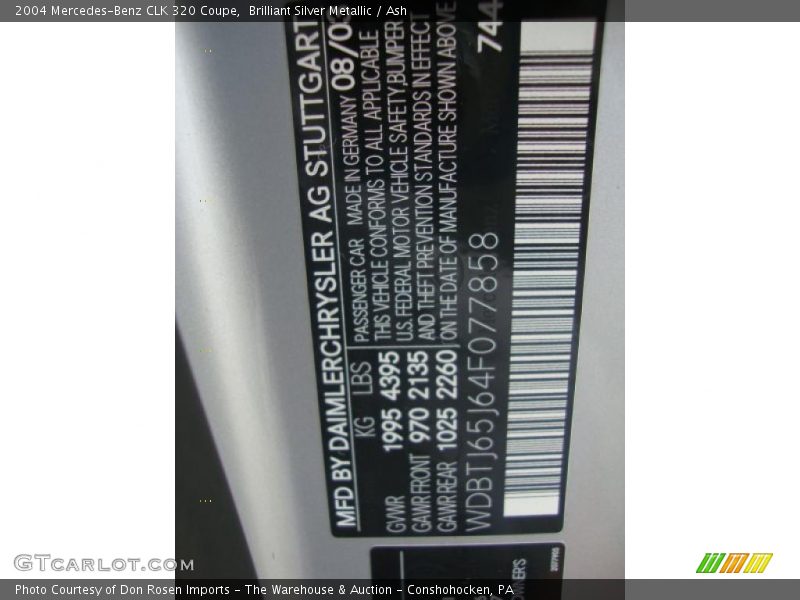 2004 Mercedes-Benz CLK 320 Coupe,  Brilliant Silver Metallic / Ash
MFD BY DAIMLERCHRYSLER AG STUTTGART
KG LBS
GVWR 1995 4395
GAWR FRONT 970 2135
GAWR REAR 1025 2260
PASSENGER CAR MADE IN GERMANY 08/03
THIS VEHICLE CONFORMS TO ALL APPLICABLE
U.S. FEDERAL MOTOR VEHICLE SAFETY,BUMPER
AND THEFT PREVENTION STANDARDS IN EFFECT
ON THE DATE OF MANUFACTURE SHOWN ABOVE
WDBTJ65J64F077858
744
GTCARLOT.COM
Photo Courtesy of Don Rosen Imports - The Warehouse & Auction - Conshohocken, PA